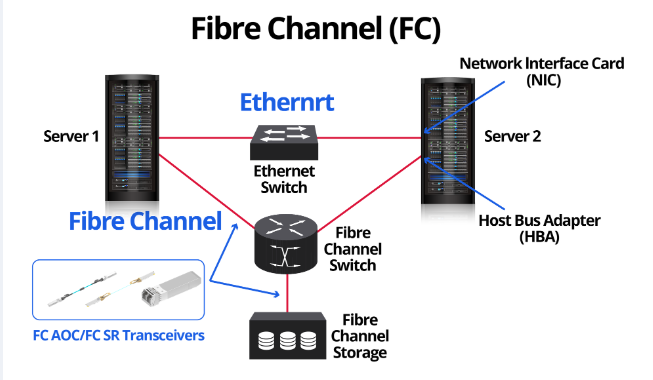 Fibre Channel (FC)
Network Interface Card
(NIC)
Ethernrt
Server 1
Server 2
Ethernet
Switch
Fibre Channel
Host Bus Adapter
(HBA)
Fibre
Channel
Switch
FC AOC/FC SR Transceivers
Fibre
Channel
Storage